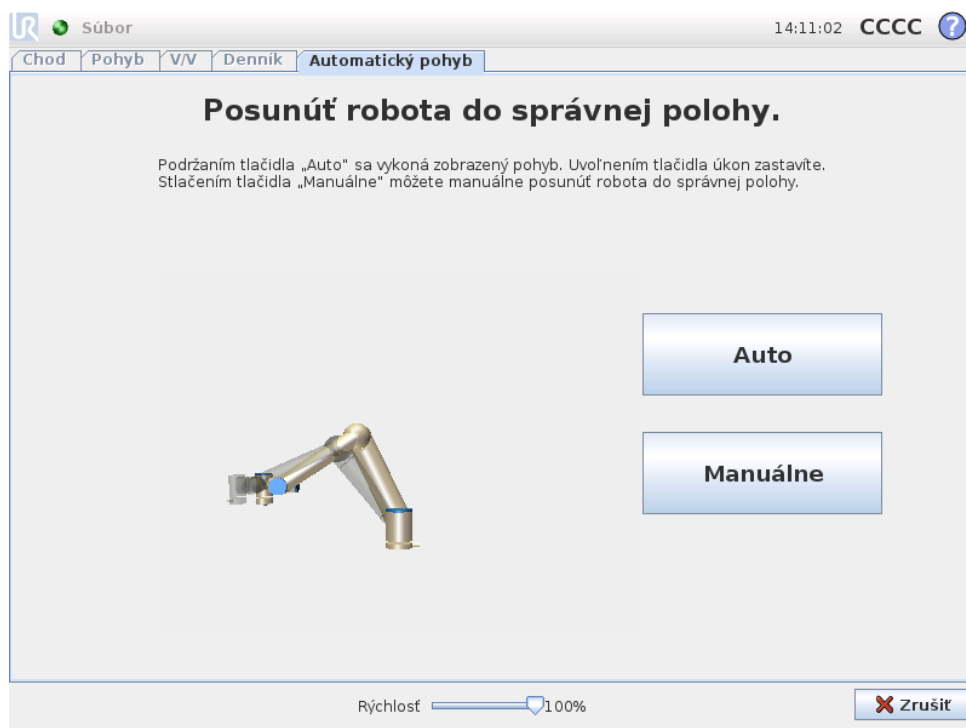 UR Súbor 14:11:02 CCCC ?
Chod Pohyb V/V Denník Automatický pohyb
Posunúť robota do správnej polohy.
Podržaním tlačidla „Auto" sa vykoná zobrazený pohyb. Uvoľnením tlačidla úkon zastavíte.
Stlačením tlačidla „Manuálne" môžete manuálne posunúť robota do správnej polohy.
Auto
Manuálne
Rýchlosť 100% Zrušiť